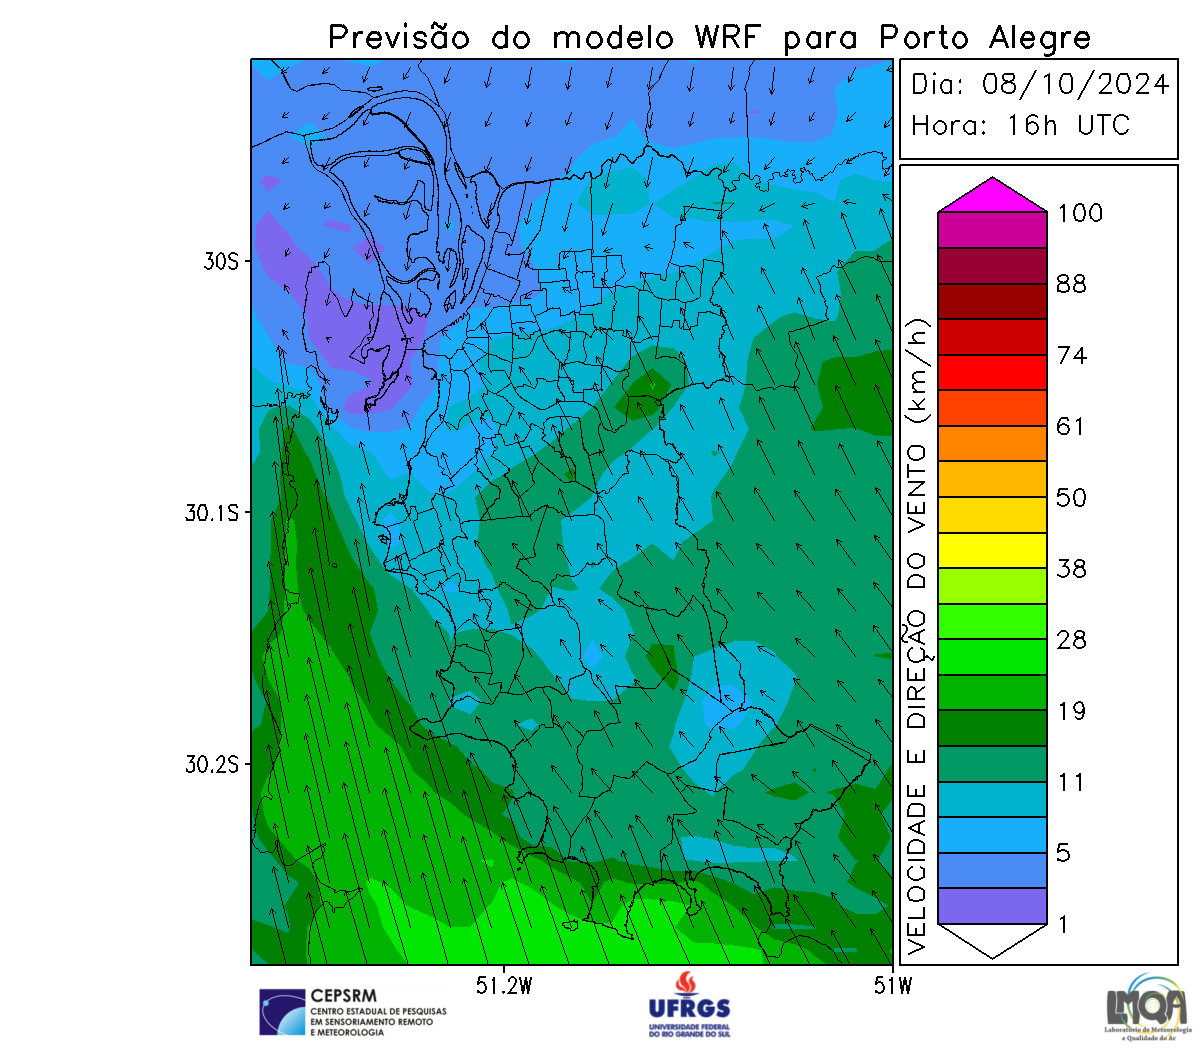 Previsão do modelo WRF para Porto Alegre
Dia: 08/10/2024
Hora: 16h UTC
30S
30.1S
30.2S
51.2W
51W
VELOCIDADE E DIREÇÃO DO VENTO (km/h)
100
88
74
61
50
38
28
19
11
5
1
CEPSRM
CENTRO ESTADUAL DE PESQUISAS
EM SENSORIAMENTO REMOTO
E METEOROLOGIA
UFRGS
UNIVERSIDADE FEDERAL
DO RIO GRANDE DO SUL
LMQA
Laboratório de Meteorologia
e Qualidade do Ar